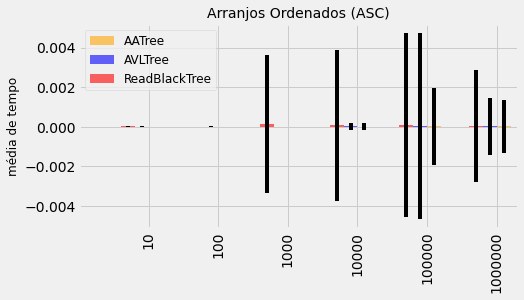 Arranjos Ordenados (ASC)
AATree
AVLTree
ReadBlackTree
média de tempo
0.004
0.002
0.000
−0.002
−0.004
10
100
1000
10000
100000
1000000